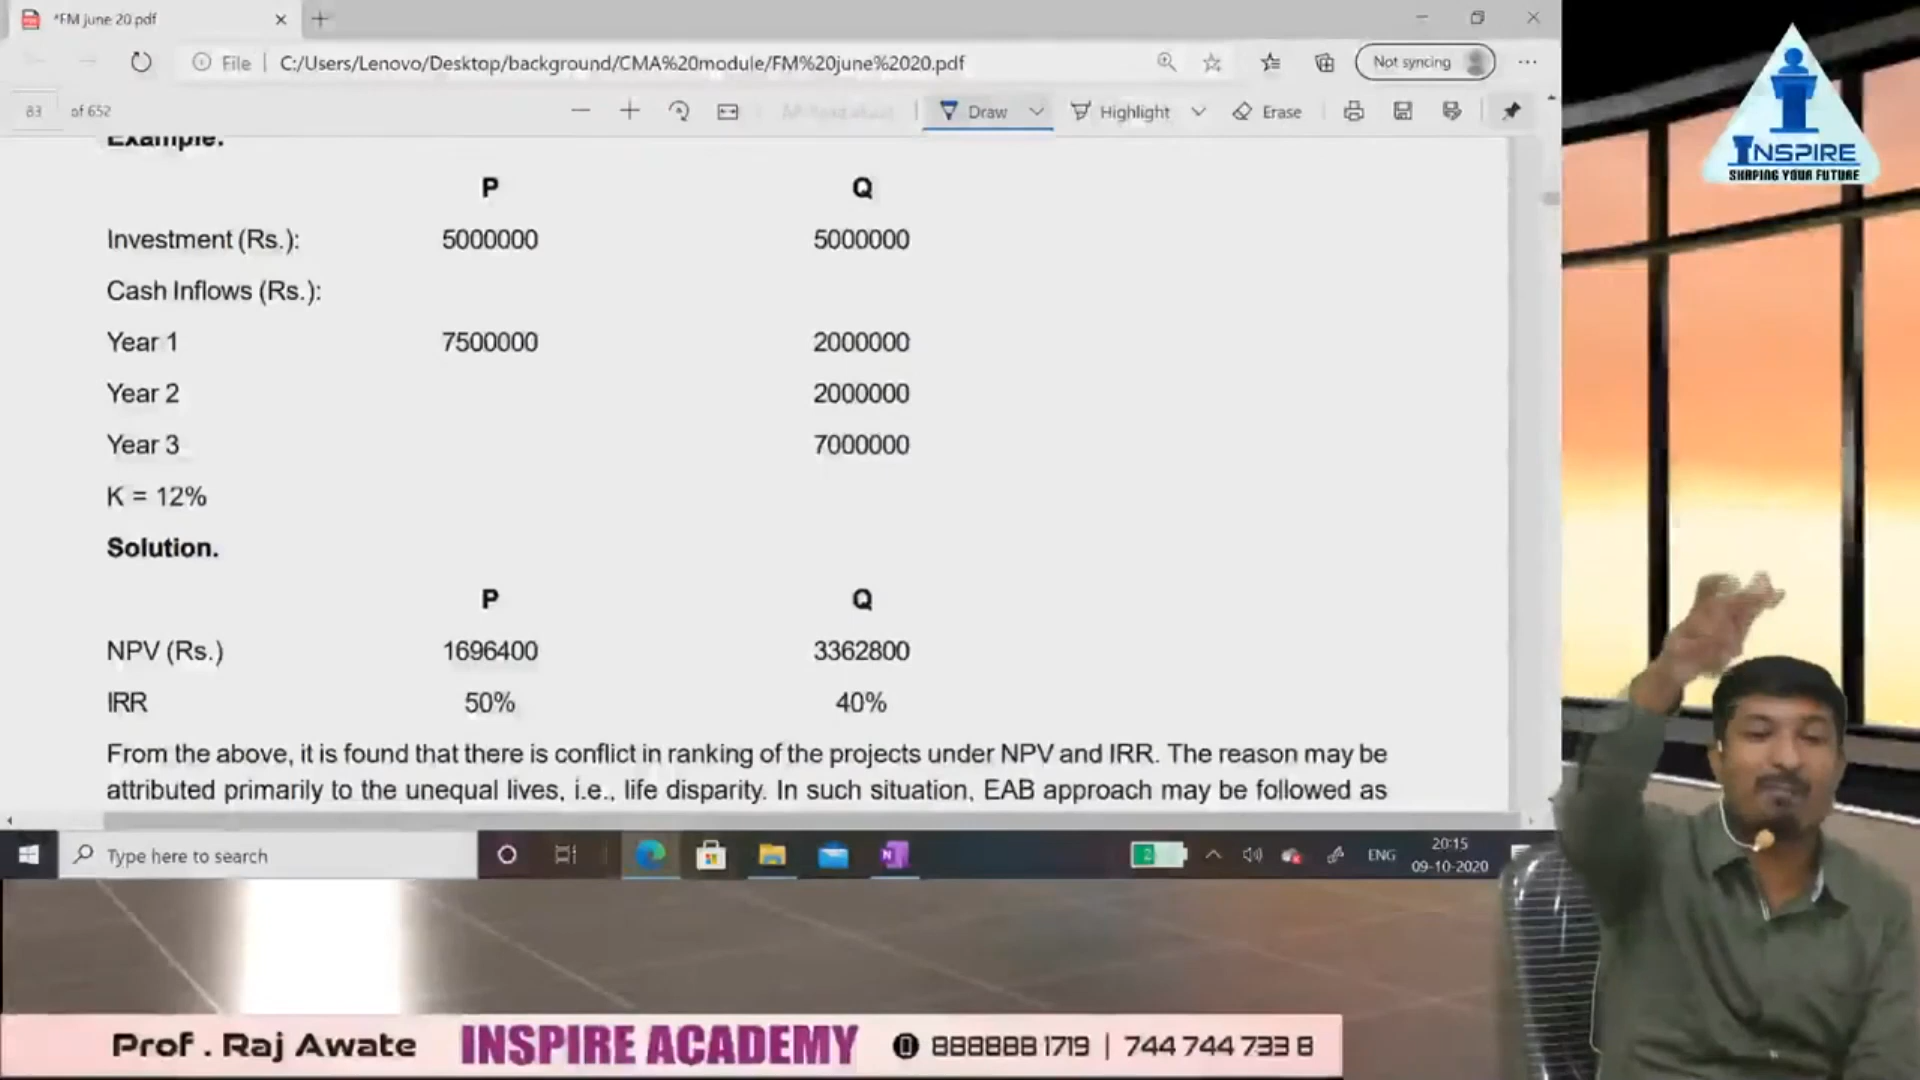 *FM june 20.pdf
File
C:/Users/Lenovo/Desktop/background/CMA%20module/FM%20june%2020.pdf
Not syncing
83 of 652
Draw
Highlight
Erase
Example.
P Q
Investment (Rs.): 5000000 5000000
Cash Inflows (Rs.):
Year 1 7500000 2000000
Year 2 2000000
Year 3 7000000
K = 12%
Solution.
P Q
NPV (Rs.) 1696400 3362800
IRR 50% 40%
From the above, it is found that there is conflict in ranking of the projects under NPV and IRR. The reason may be
attributed primarily to the unequal lives, i.e., life disparity. In such situation, EAB approach may be followed as
Type here to search
2
ENG
20:15
09-10-2020
INSPIRE
SHAPING YOUR FUTURE
Prof . Raj Awate INSPIRE ACADEMY 888888 1719 | 744 744 733 8